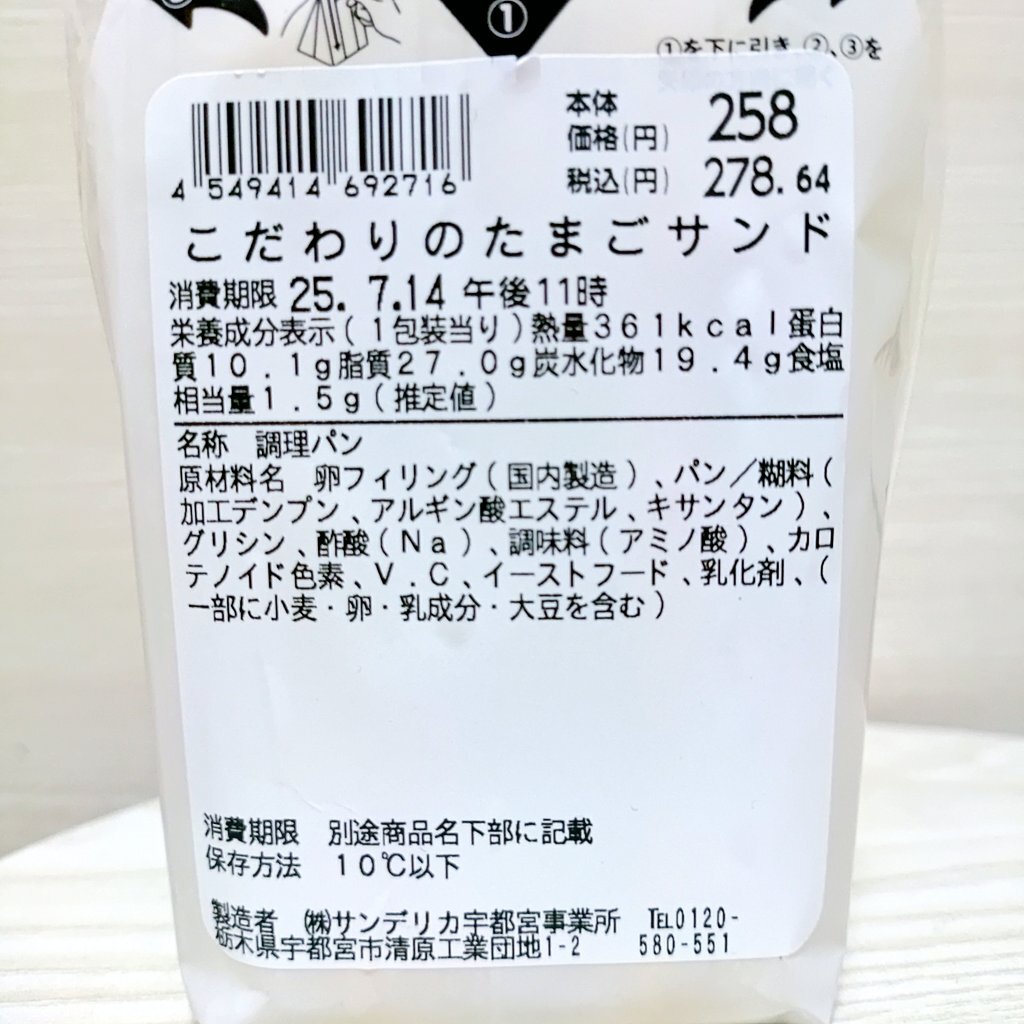 ①
①を下に引き、②、③を
本体
価格(円) 258
税込(円) 278.64
4 549414 692716
こだわりのたまごサンド
消費期限 25. 7.14 午後11時
栄養成分表示(1包装当り)熱量361kcal蛋白
質10.1g脂質27.0g炭水化物19.4g食塩
相当量1.5g(推定値)
名称 調理パン
原材料名 卵フィリング(国内製造)、パン/糊料(
加工デンプン、アルギン酸エステル、キサンタン)、
グリシン、酢酸(Na)、調味料(アミノ酸)、カロ
テノイド色素、V.C、イーストフード、乳化剤、(
一部に小麦・卵・乳成分・大豆を含む)
消費期限 別途商品名下部に記載
保存方法 10℃以下
製造者 (株)サンデリカ宇都宮事業所 TEL0120-
栃木県宇都宮市清原工業団地1-2 580-551